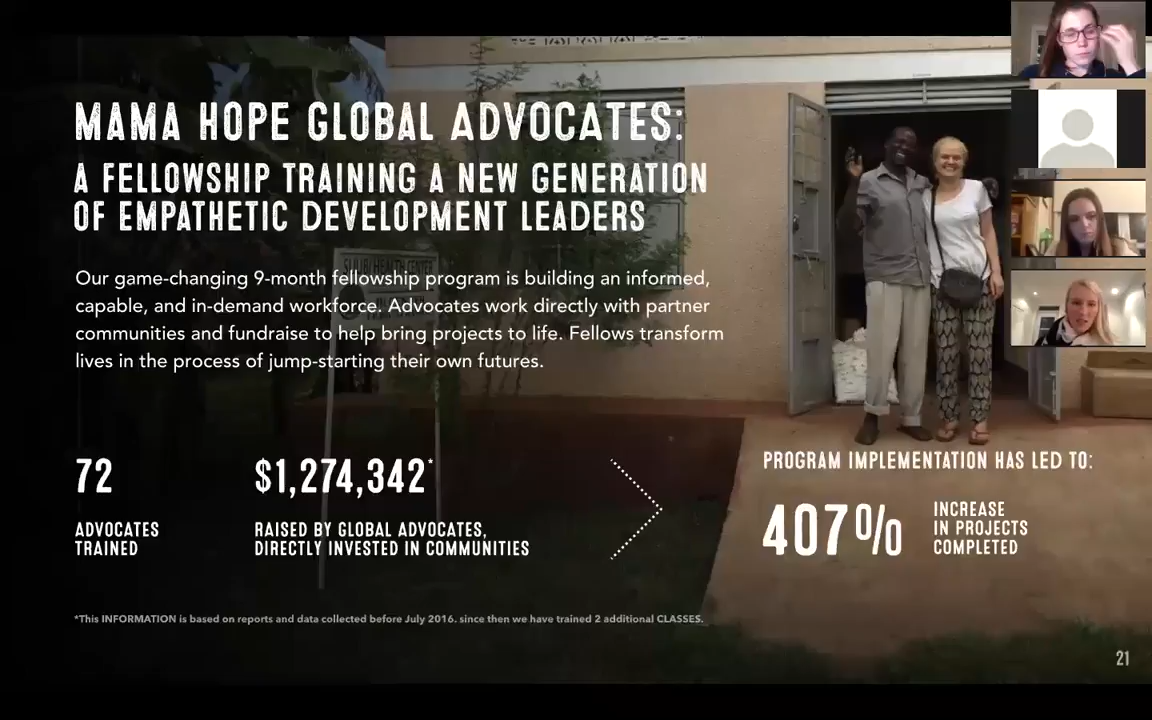 MAMA HOPE GLOBAL ADVOCATES:
A FELLOWSHIP TRAINING A NEW GENERATION
OF EMPATHETIC DEVELOPMENT LEADERS
Our game-changing 9-month fellowship program is building an informed,
capable, and in-demand workforce. Advocates work directly with partner
communities and fundraise to help bring projects to life. Fellows transform
lives in the process of jump-starting their own futures.
72
ADVOCATES
TRAINED
$1,274,342*
RAISED BY GLOBAL ADVOCATES,
DIRECTLY INVESTED IN COMMUNITIES
PROGRAM IMPLEMENTATION HAS LED TO:
407%
INCREASE
IN PROJECTS
COMPLETED
*This INFORMATION is based on reports and data collected before July 2016. since then we have trained 2 additional CLASSES.
21